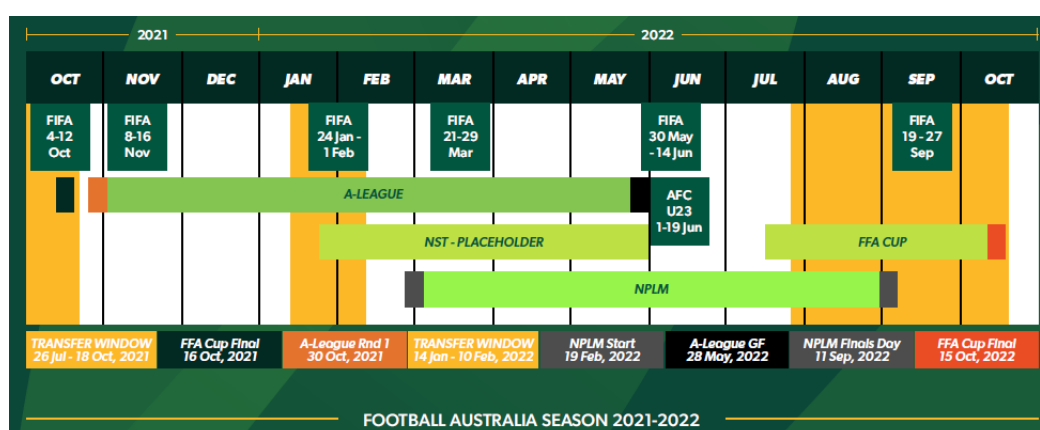 2021 2022
OCT NOV DEC JAN FEB MAR APR MAY JUN JUL AUG SEP OCT
FIFA
4-12
Oct
FIFA
8-16
Nov
FIFA
24 Jan -
1 Feb
FIFA
21-29
Mar
FIFA
30 May
- 14 Jun
FIFA
19 - 27
Sep
A-LEAGUE
AFC
U23
1-19 Jun
NST - PLACEHOLDER
FFA CUP
NPLM
TRANSFER WINDOW
26 Jul - 18 Oct, 2021
FFA Cup Final
16 Oct, 2021
A-League Rnd 1
30 Oct, 2021
TRANSFER WINDOW
14 Jan - 10 Feb, 2022
NPLM Start
19 Feb, 2022
A-League GF
28 May, 2022
NPLM Finals Day
11 Sep, 2022
FFA Cup Final
15 Oct, 2022
FOOTBALL AUSTRALIA SEASON 2021-2022